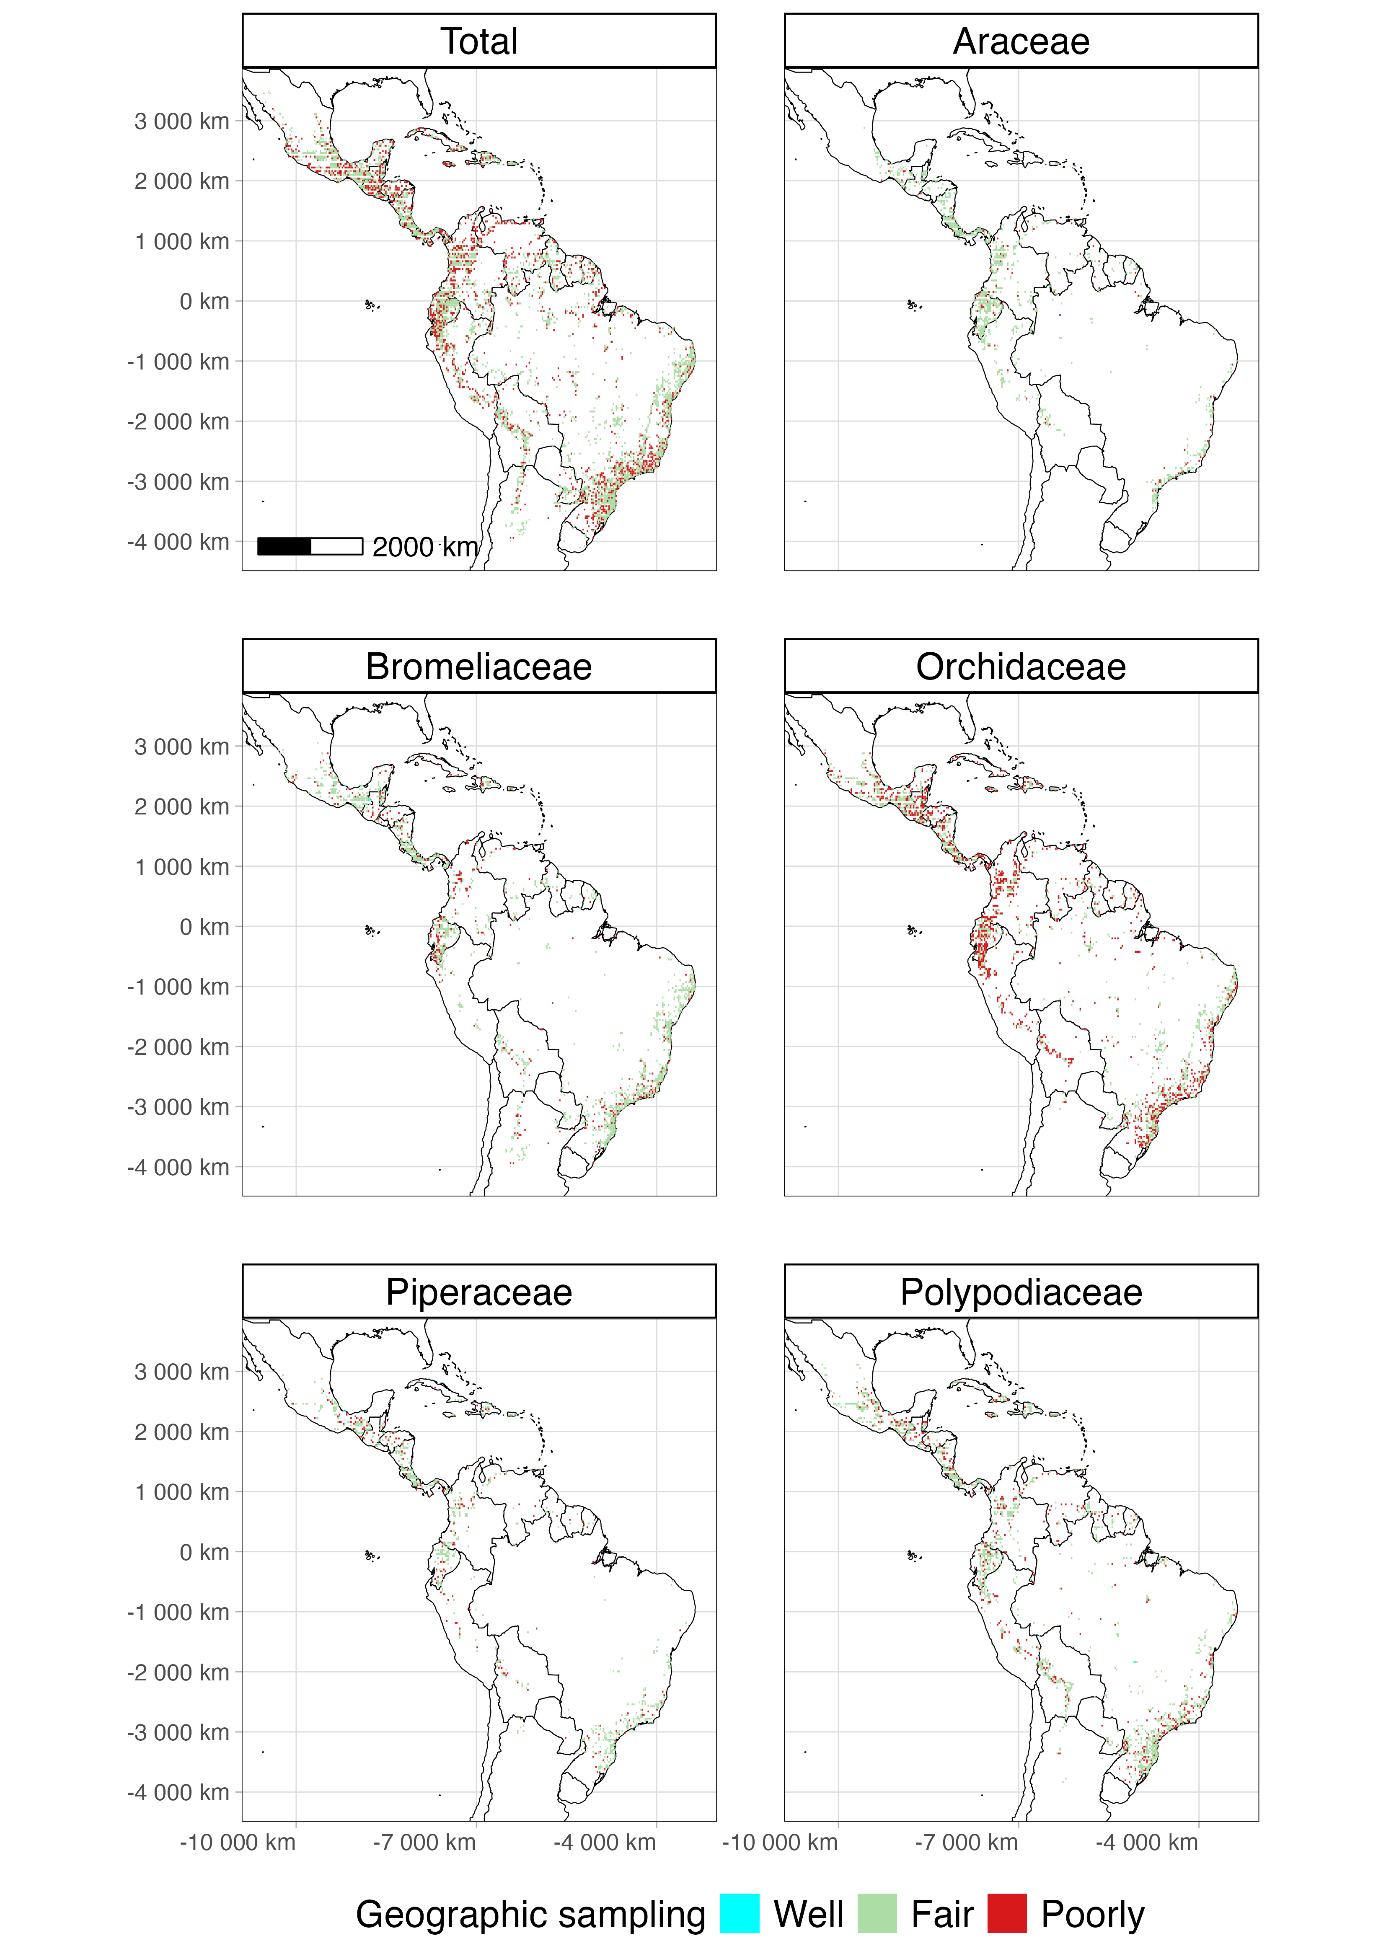 Total
Araceae
3 000 km
2 000 km
1 000 km
0 km
-1 000 km
-2 000 km
-3 000 km
-4 000 km
2000 km
Bromeliaceae
Orchidaceae
3 000 km
2 000 km
1 000 km
0 km
-1 000 km
-2 000 km
-3 000 km
-4 000 km
Piperaceae
Polypodiaceae
3 000 km
2 000 km
1 000 km
0 km
-1 000 km
-2 000 km
-3 000 km
-4 000 km
-10 000 km -7 000 km -4 000 km -10 000 km -7 000 km -4 000 km
Geographic sampling Well Fair Poorly